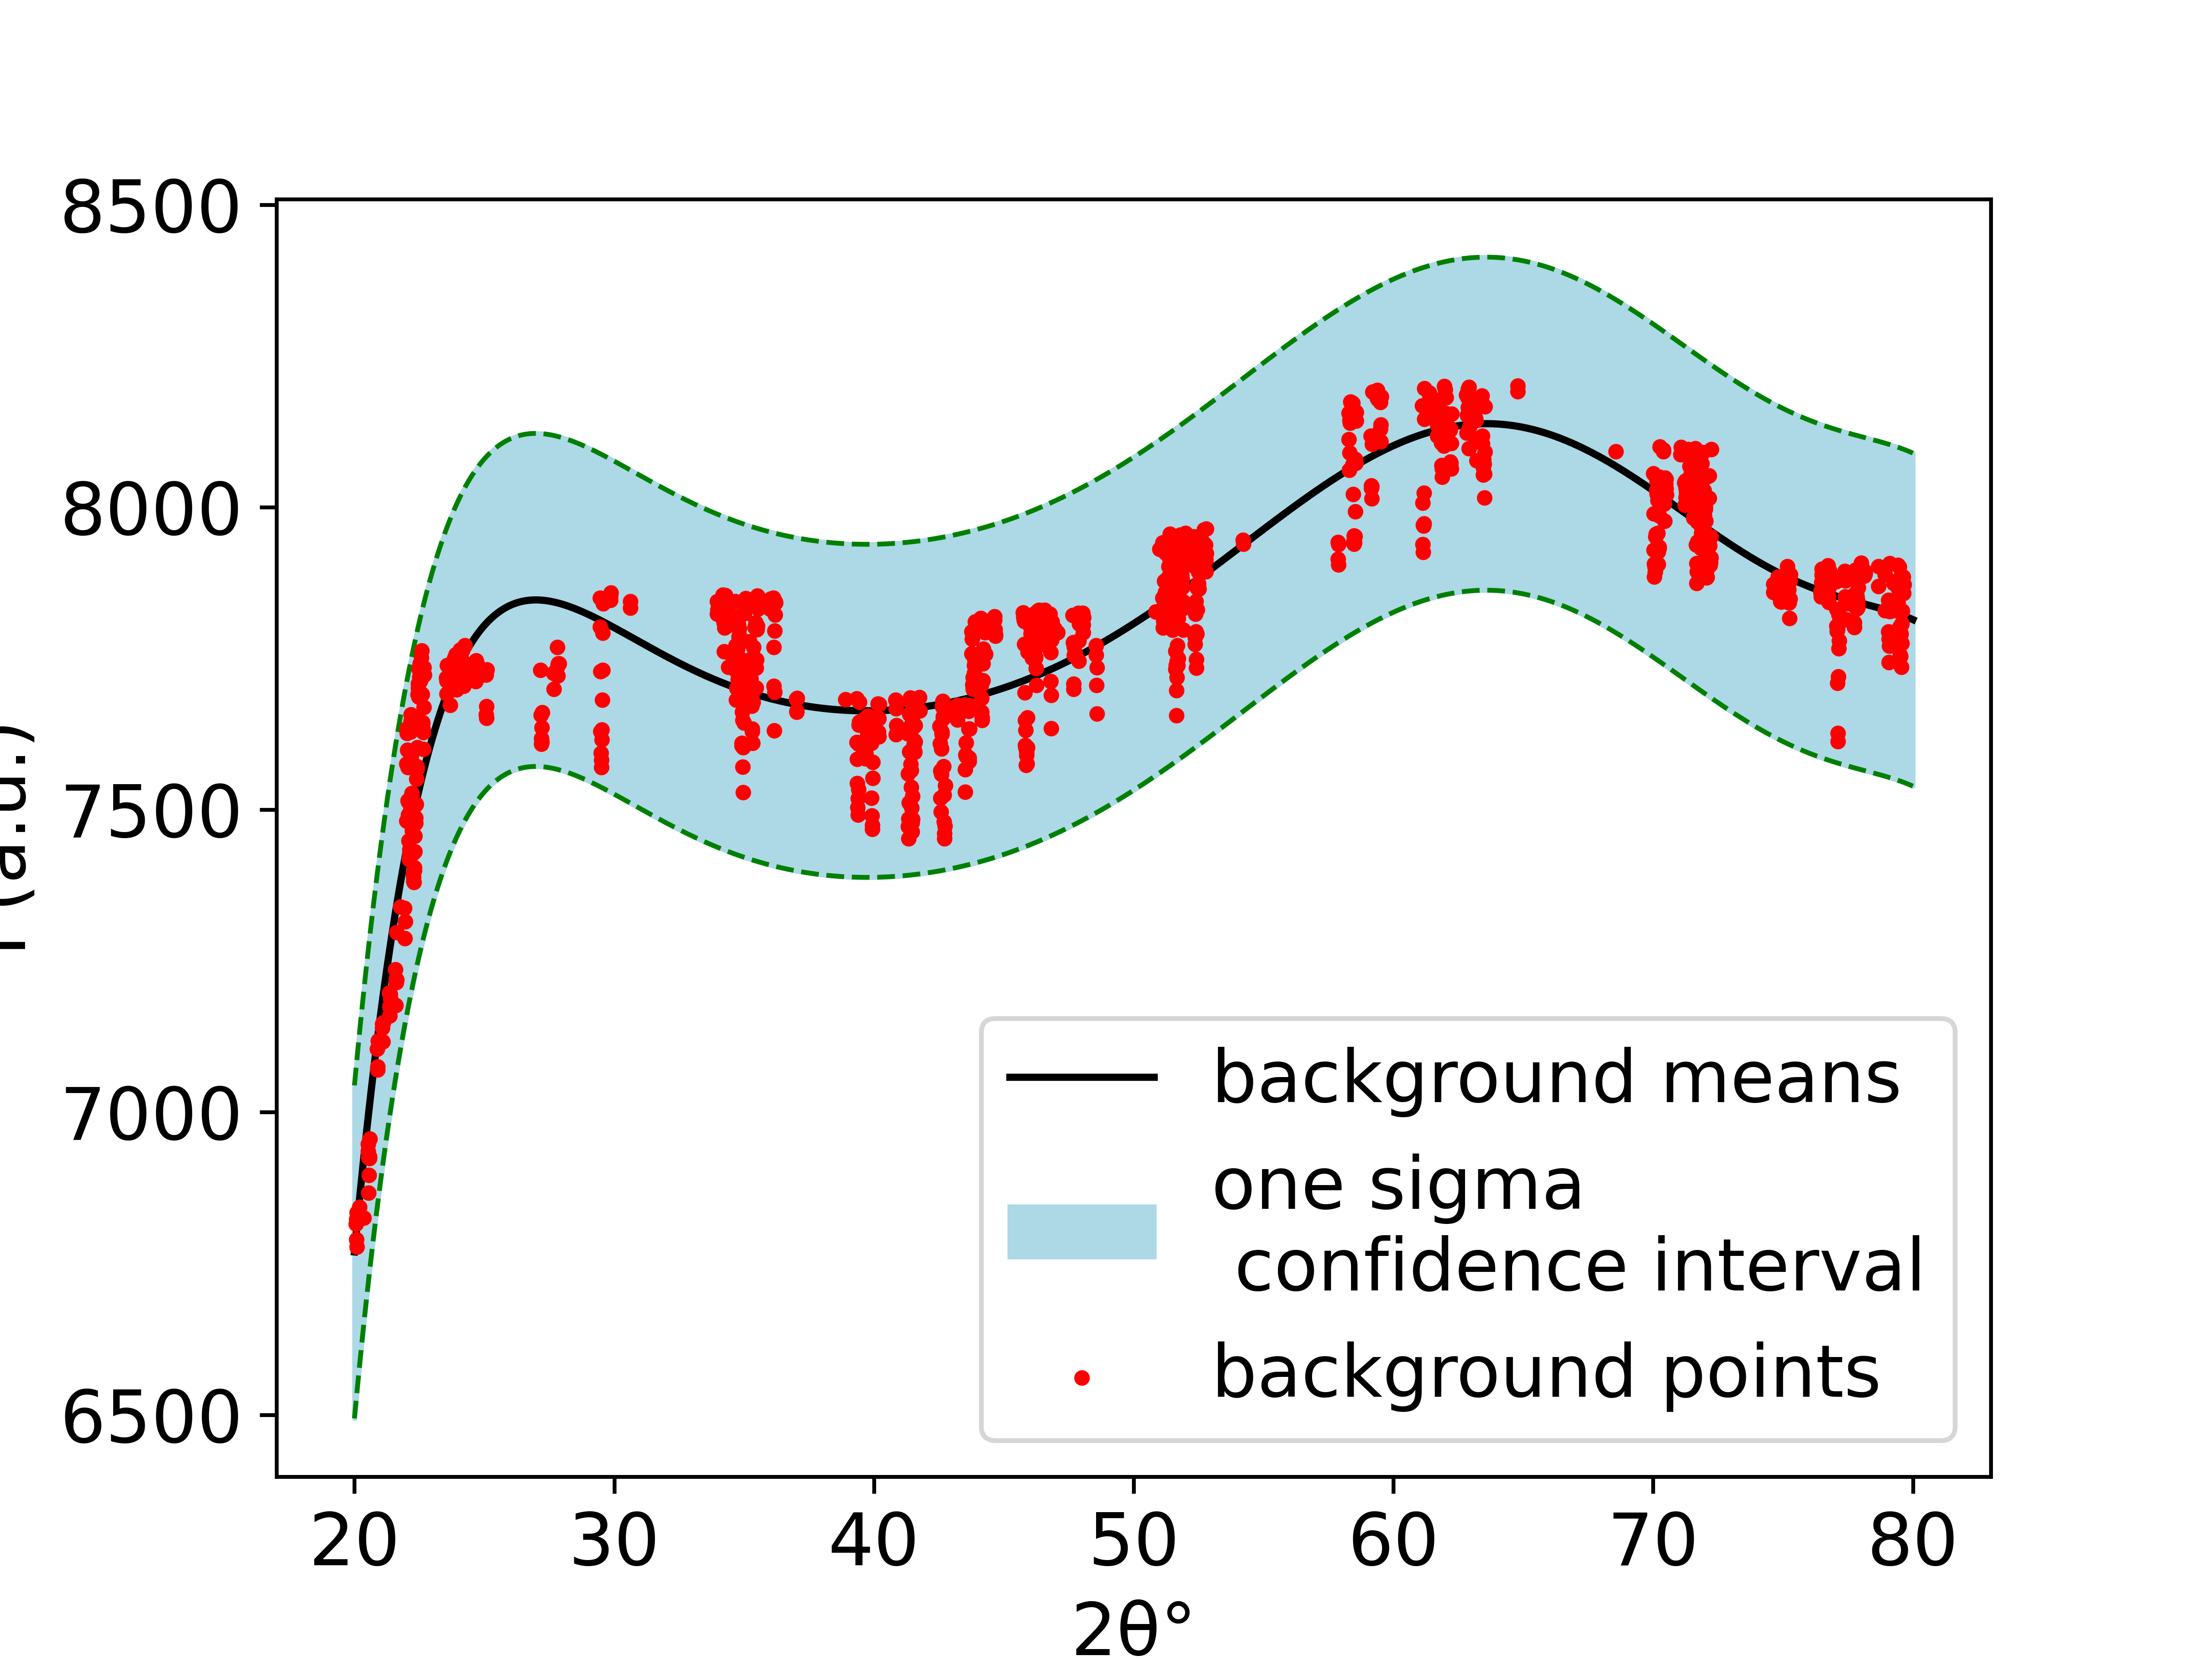 8500
8000
7500
7000
6500
(a.u.)
20 30 40 50 60 70 80
2θ°
background means
one sigma
confidence interval
background points